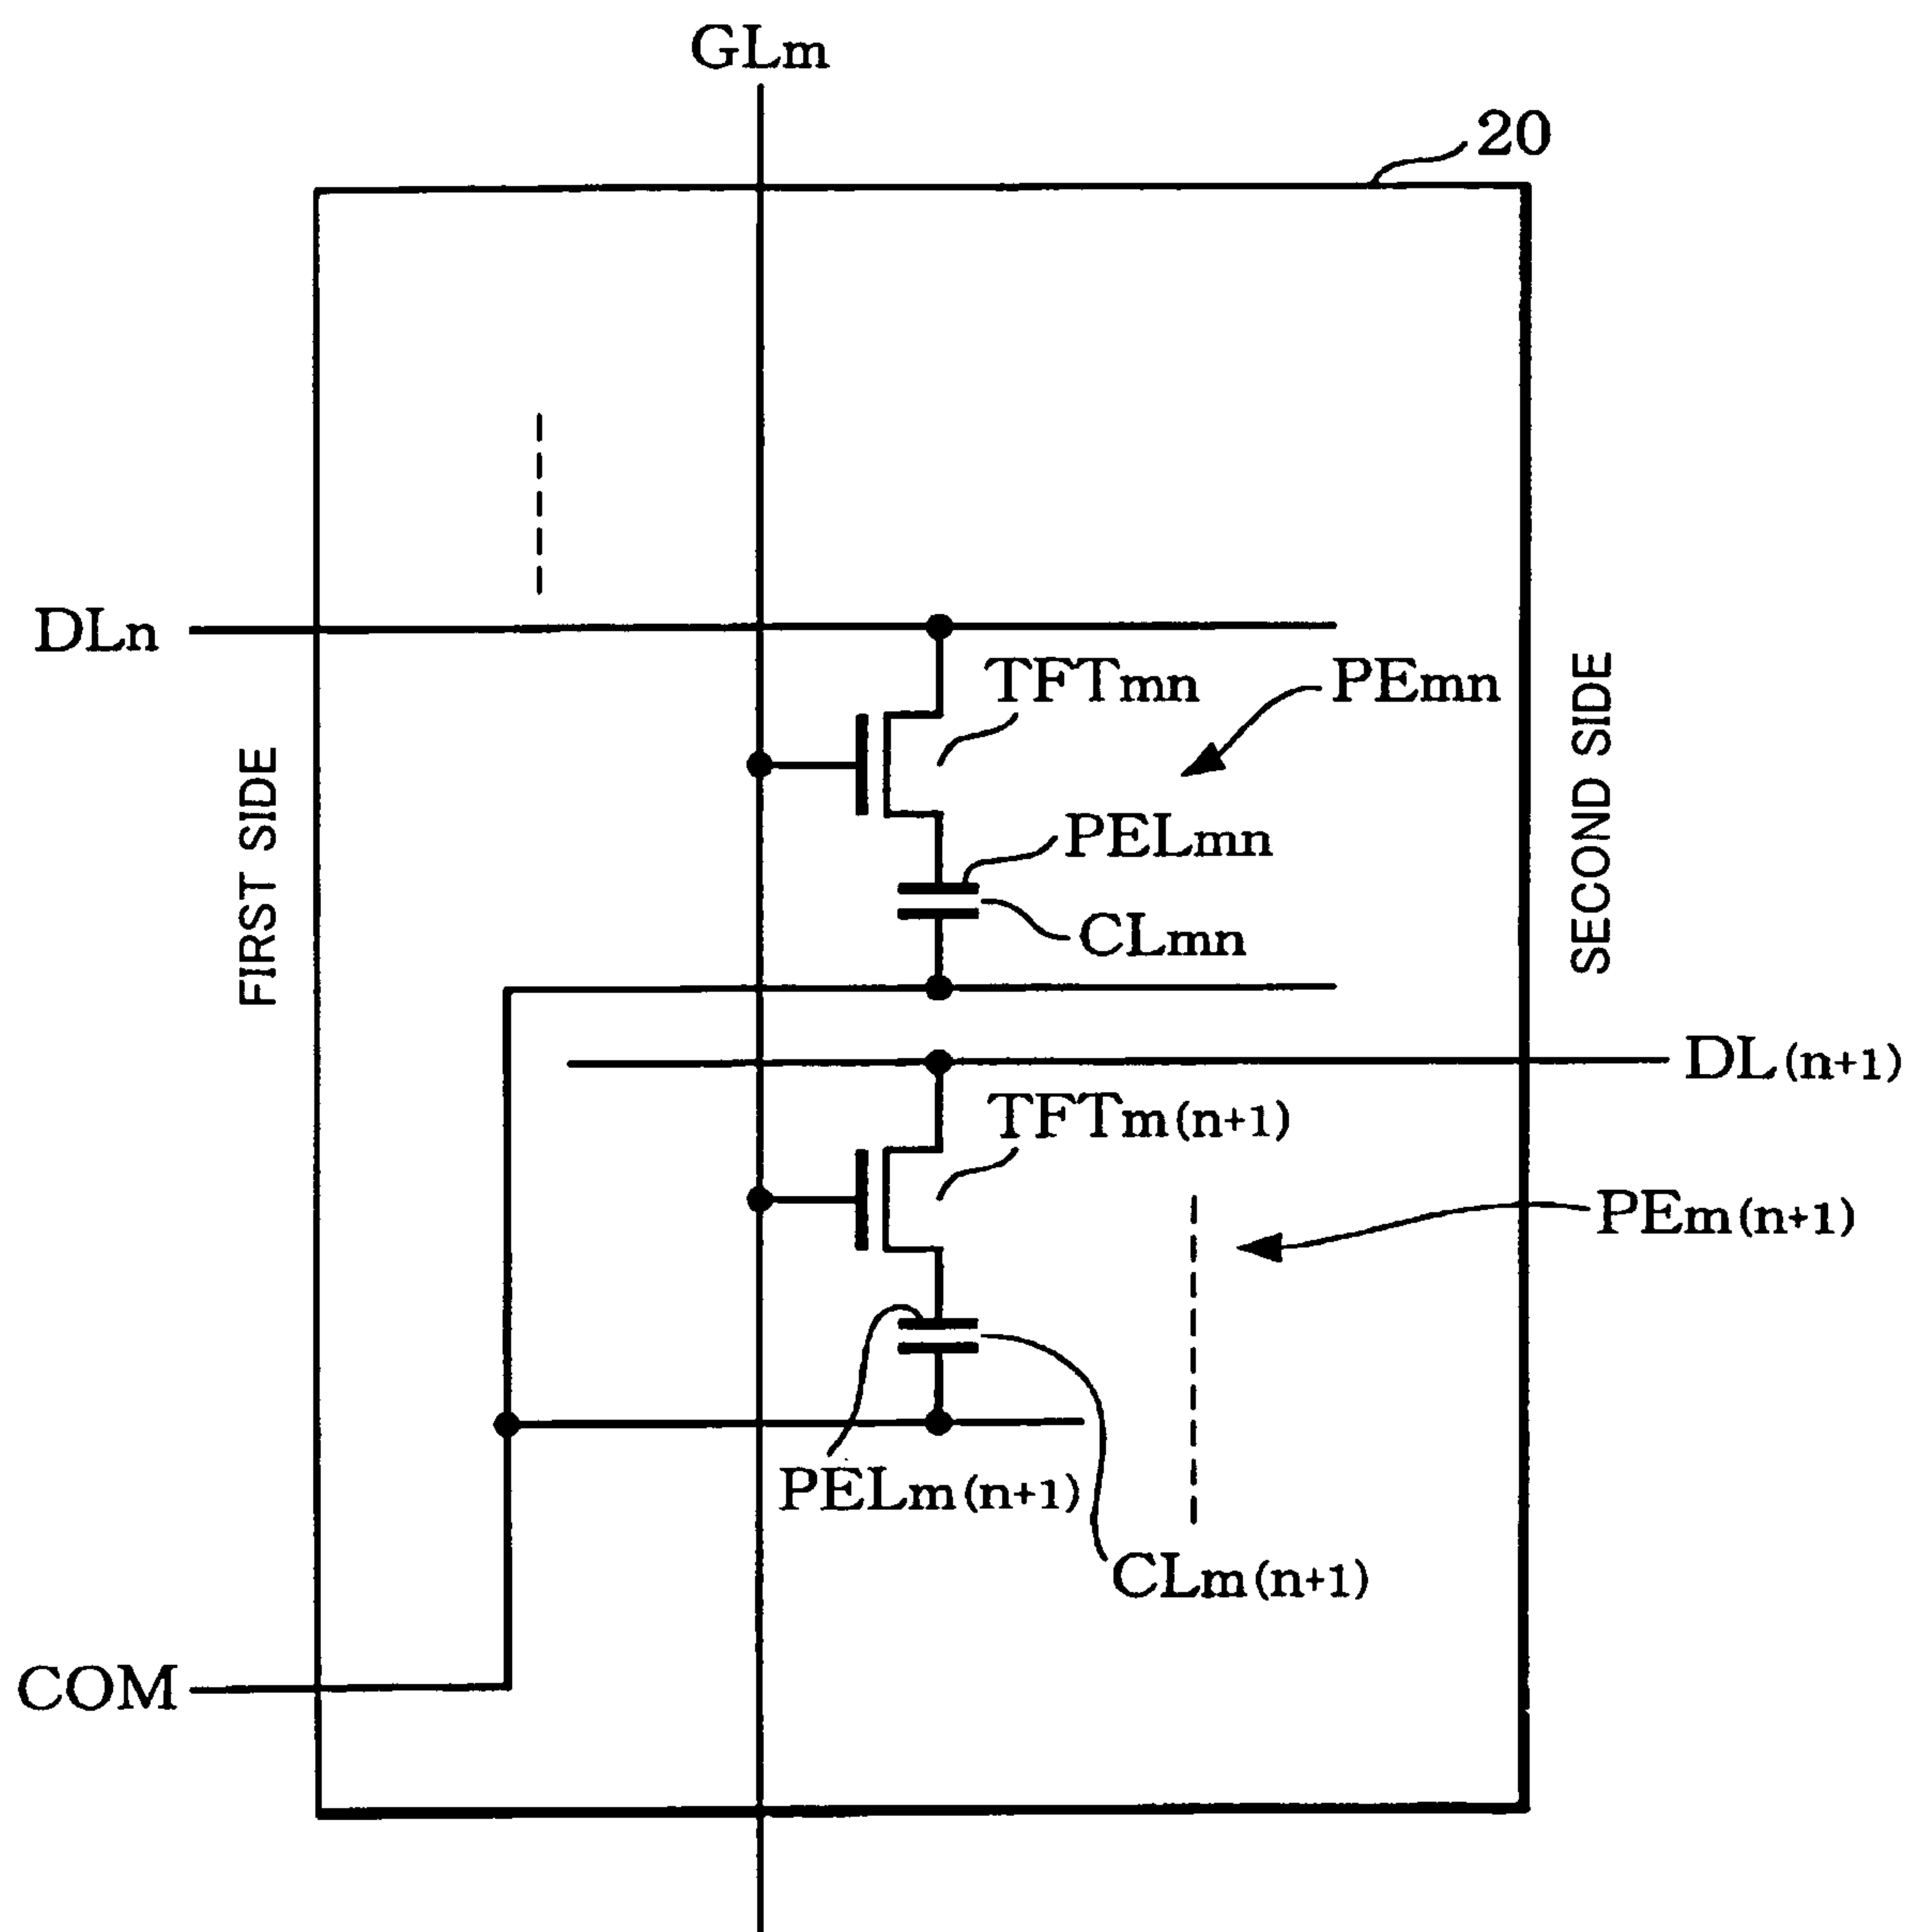 GLm
20
DLn
TFTmn
PEmn
FIRST SIDE
SECOND SIDE
PELmn
CLmn
DL(n+1)
TFTm(n+1)
PEm(n+1)
PELm(n+1)
CLm(n+1)
COM